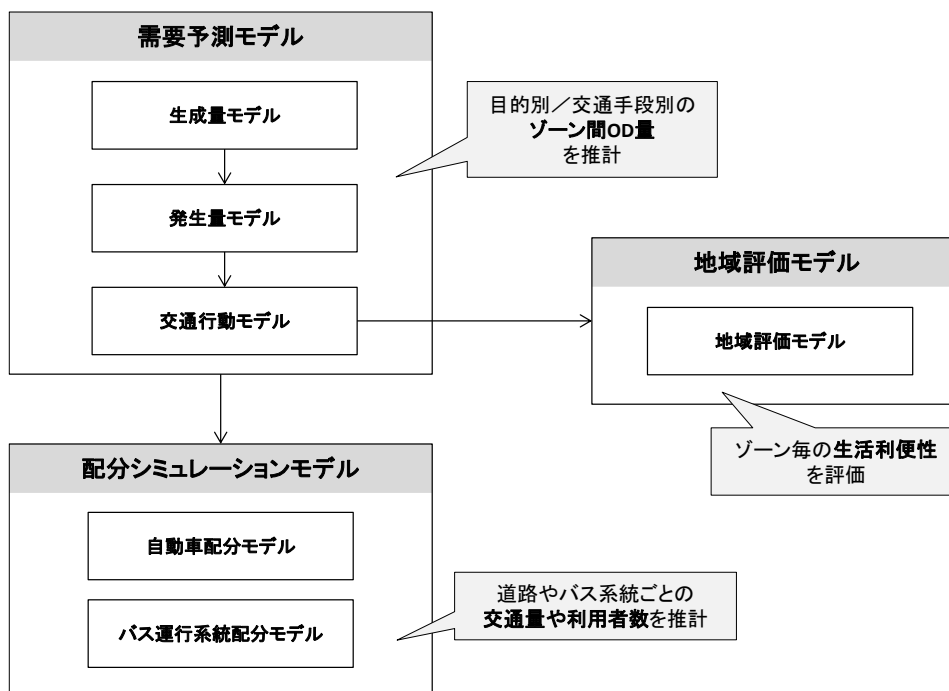 需要予測モデル
生成量モデル
発生量モデル
交通行動モデル
目的別／交通手段別の
ゾーン間OD量
を推計
地域評価モデル
地域評価モデル
ゾーン毎の生活利便性
を評価
配分シミュレーションモデル
自動車配分モデル
バス運行系統配分モデル
道路やバス系統ごとの
交通量や利用者数を推計